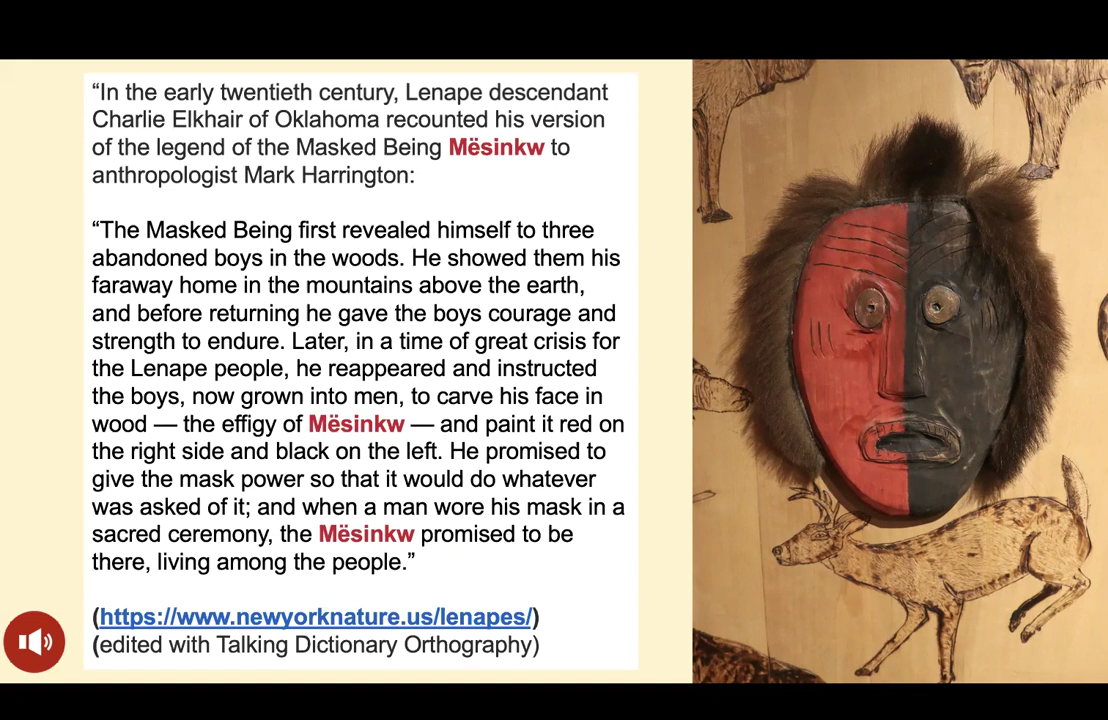 “In the early twentieth century, Lenape descendant
Charlie Elkhair of Oklahoma recounted his version
of the legend of the Masked Being Mësinkw to
anthropologist Mark Harrington:
“The Masked Being first revealed himself to three
abandoned boys in the woods. He showed them his
faraway home in the mountains above the earth,
and before returning he gave the boys courage and
strength to endure. Later, in a time of great crisis for
the Lenape people, he reappeared and instructed
the boys, now grown into men, to carve his face in
wood — the effigy of Mësinkw — and paint it red on
the right side and black on the left. He promised to
give the mask power so that it would do whatever
was asked of it; and when a man wore his mask in a
sacred ceremony, the Mësinkw promised to be
there, living among the people.”
(https://www.newyorknature.us/lenapes/)
(edited with Talking Dictionary Orthography)